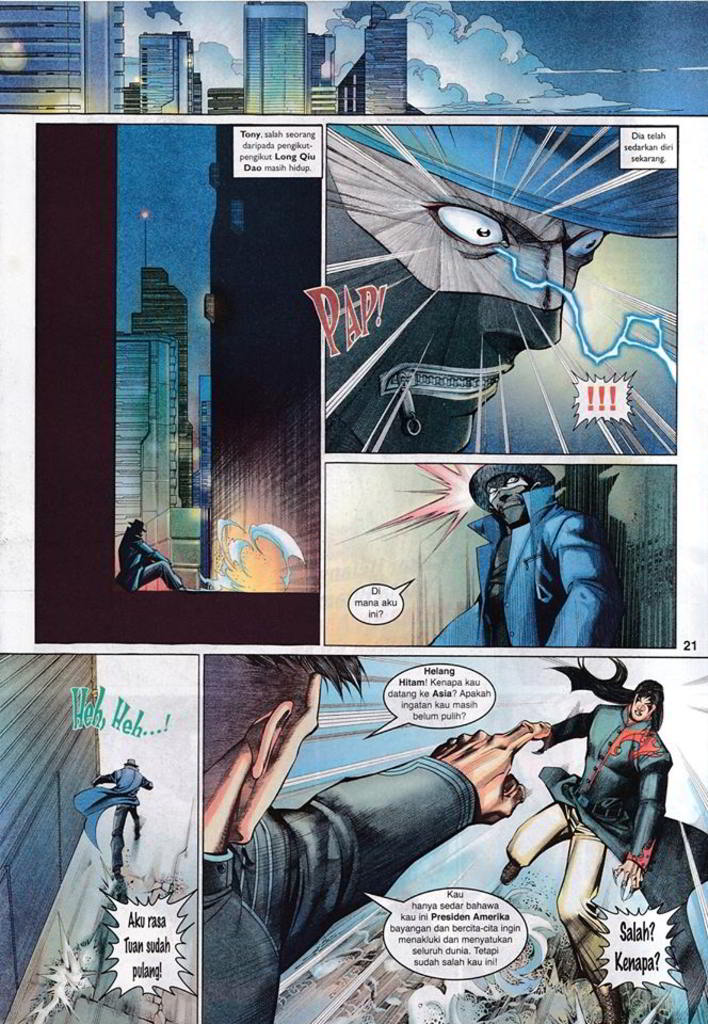 Tony, salah seorang
daripada pengikut-
pengikut Long Qiu
Dao masih hidup.
Dia telah
sedarkan diri
sekarang.
PAP!
!!!
Di
mana aku
ini?
21
Heh, Heh...!
Aku rasa
Tuan sudah
pulang!
Helang
Hitam! Kenapa kau
datang ke Asia? Apakah
ingatan kau masih
belum pulih?
Kau
hanya sedar bahawa
kau ini Presiden Amerika
bayangan dan bercita-cita ingin
menakluki dan menyatukan
seluruh dunia. Tetapi
sudah salah kau ini!
Salah?
Kenapa?